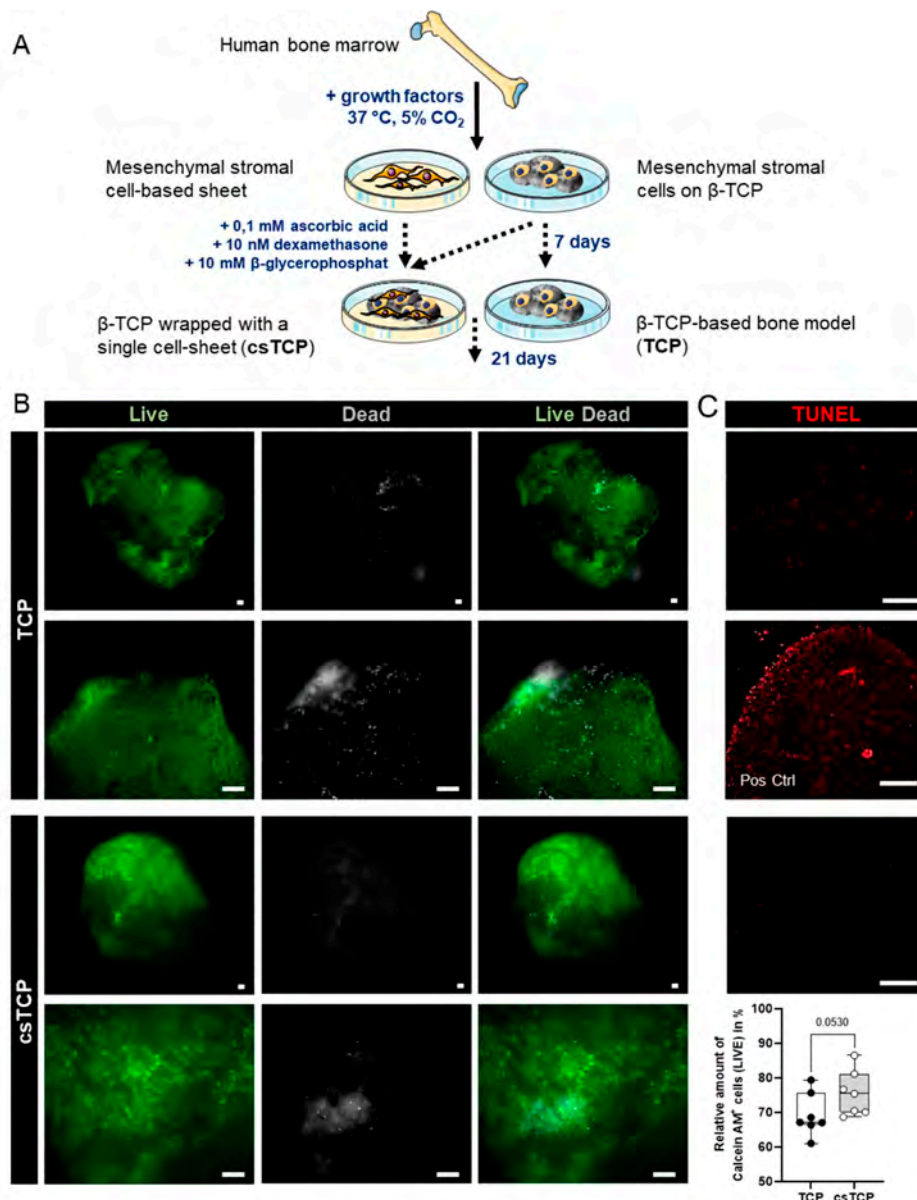 A
Human bone marrow
+ growth factors
37 °C, 5% CO₂
Mesenchymal stromal
cell-based sheet
Mesenchymal stromal
cells on β-TCP
+ 0,1 mM ascorbic acid
+ 10 nM dexamethasone
+ 10 mM β-glycerophosphat
7 days
β-TCP wrapped with a
single cell-sheet (csTCP)
β-TCP-based bone model
(TCP)
21 days
B
Live
Dead
Live Dead
C
TUNEL
TCP
Pos Ctrl
csTCP
Relative amount of
Calcein AM⁺ cells (LIVE) in %
100
90
80
70
60
50
0.0530
TCP
csTCP